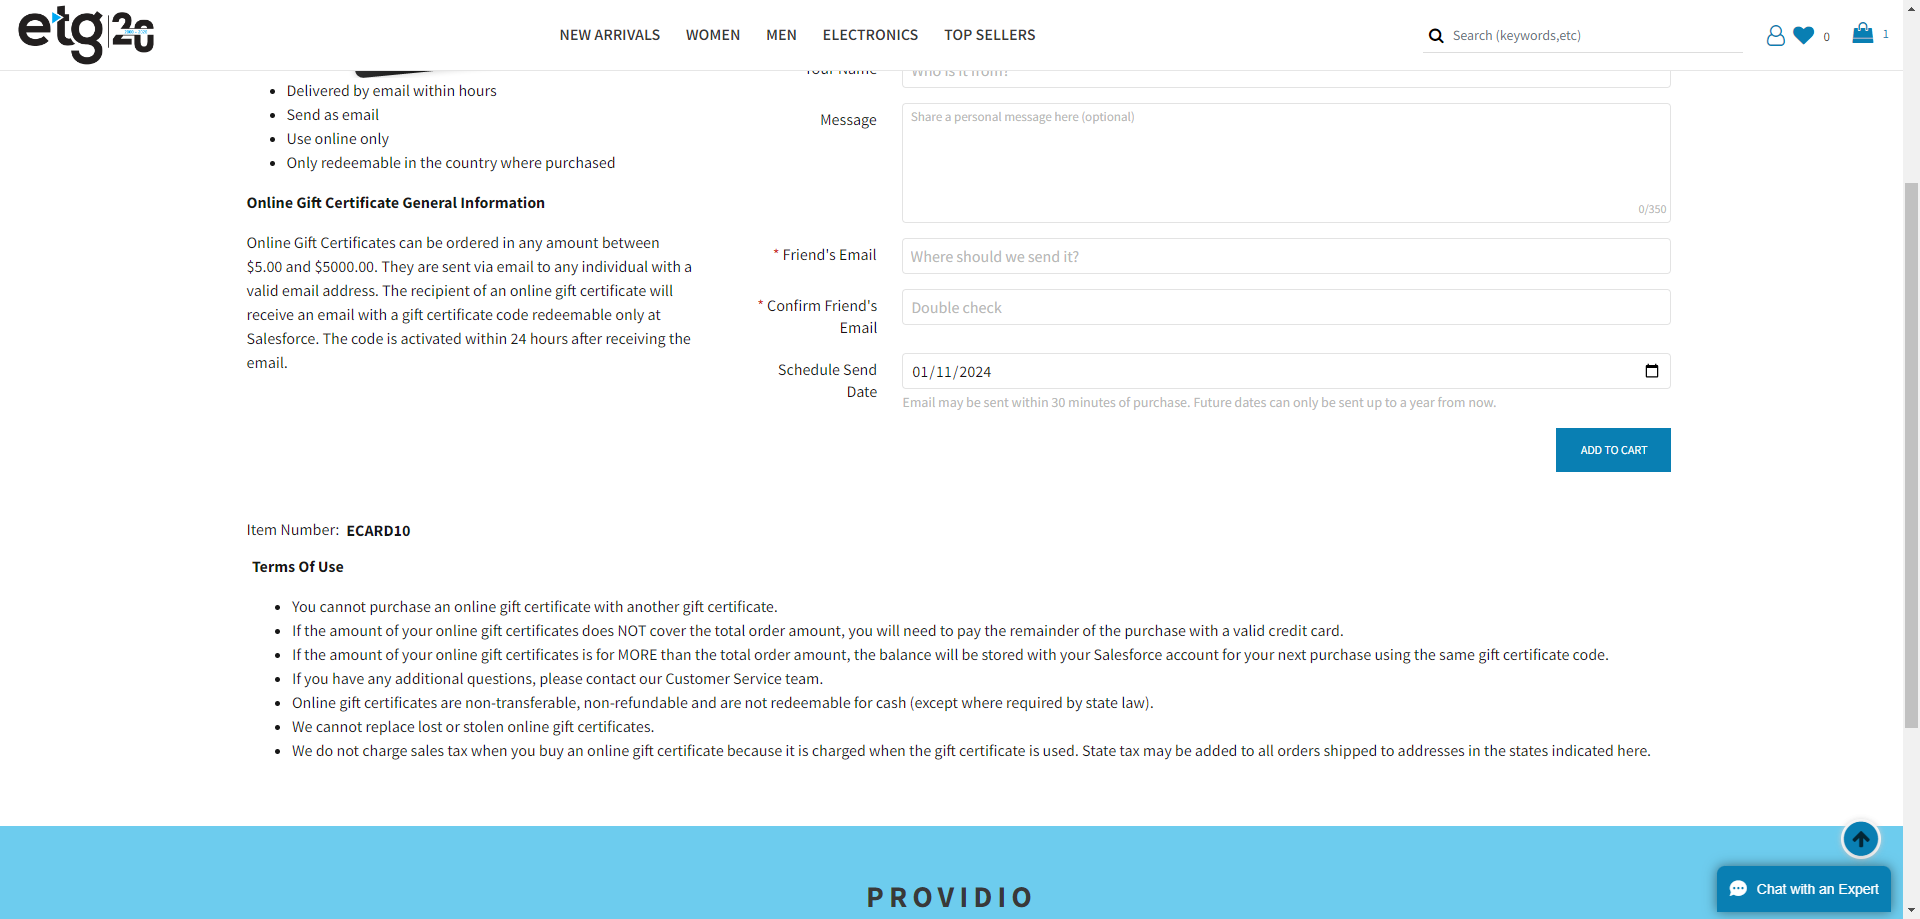 etg 20
NEW ARRIVALS WOMEN MEN ELECTRONICS TOP SELLERS
Search (keywords,etc)
0
1
Your Name
Who is it from?
Delivered by email within hours
Send as email
Use online only
Only redeemable in the country where purchased
Online Gift Certificate General Information
Online Gift Certificates can be ordered in any amount between
$5.00 and $5000.00. They are sent via email to any individual with a
valid email address. The recipient of an online gift certificate will
receive an email with a gift certificate code redeemable only at
Salesforce. The code is activated within 24 hours after receiving the
email.
Message
Share a personal message here (optional)
0/350
* Friend's Email
Where should we send it?
* Confirm Friend's
Email
Double check
Schedule Send
Date
01/11/2024
Email may be sent within 30 minutes of purchase. Future dates can only be sent up to a year from now.
ADD TO CART
Item Number: ECARD10
Terms Of Use
You cannot purchase an online gift certificate with another gift certificate.
If the amount of your online gift certificates does NOT cover the total order amount, you will need to pay the remainder of the purchase with a valid credit card.
If the amount of your online gift certificates is for MORE than the total order amount, the balance will be stored with your Salesforce account for your next purchase using the same gift certificate code.
If you have any additional questions, please contact our Customer Service team.
Online gift certificates are non-transferable, non-refundable and are not redeemable for cash (except where required by state law).
We cannot replace lost or stolen online gift certificates.
We do not charge sales tax when you buy an online gift certificate because it is charged when the gift certificate is used. State tax may be added to all orders shipped to addresses in the states indicated here.
PROVIDIO
Chat with an Expert